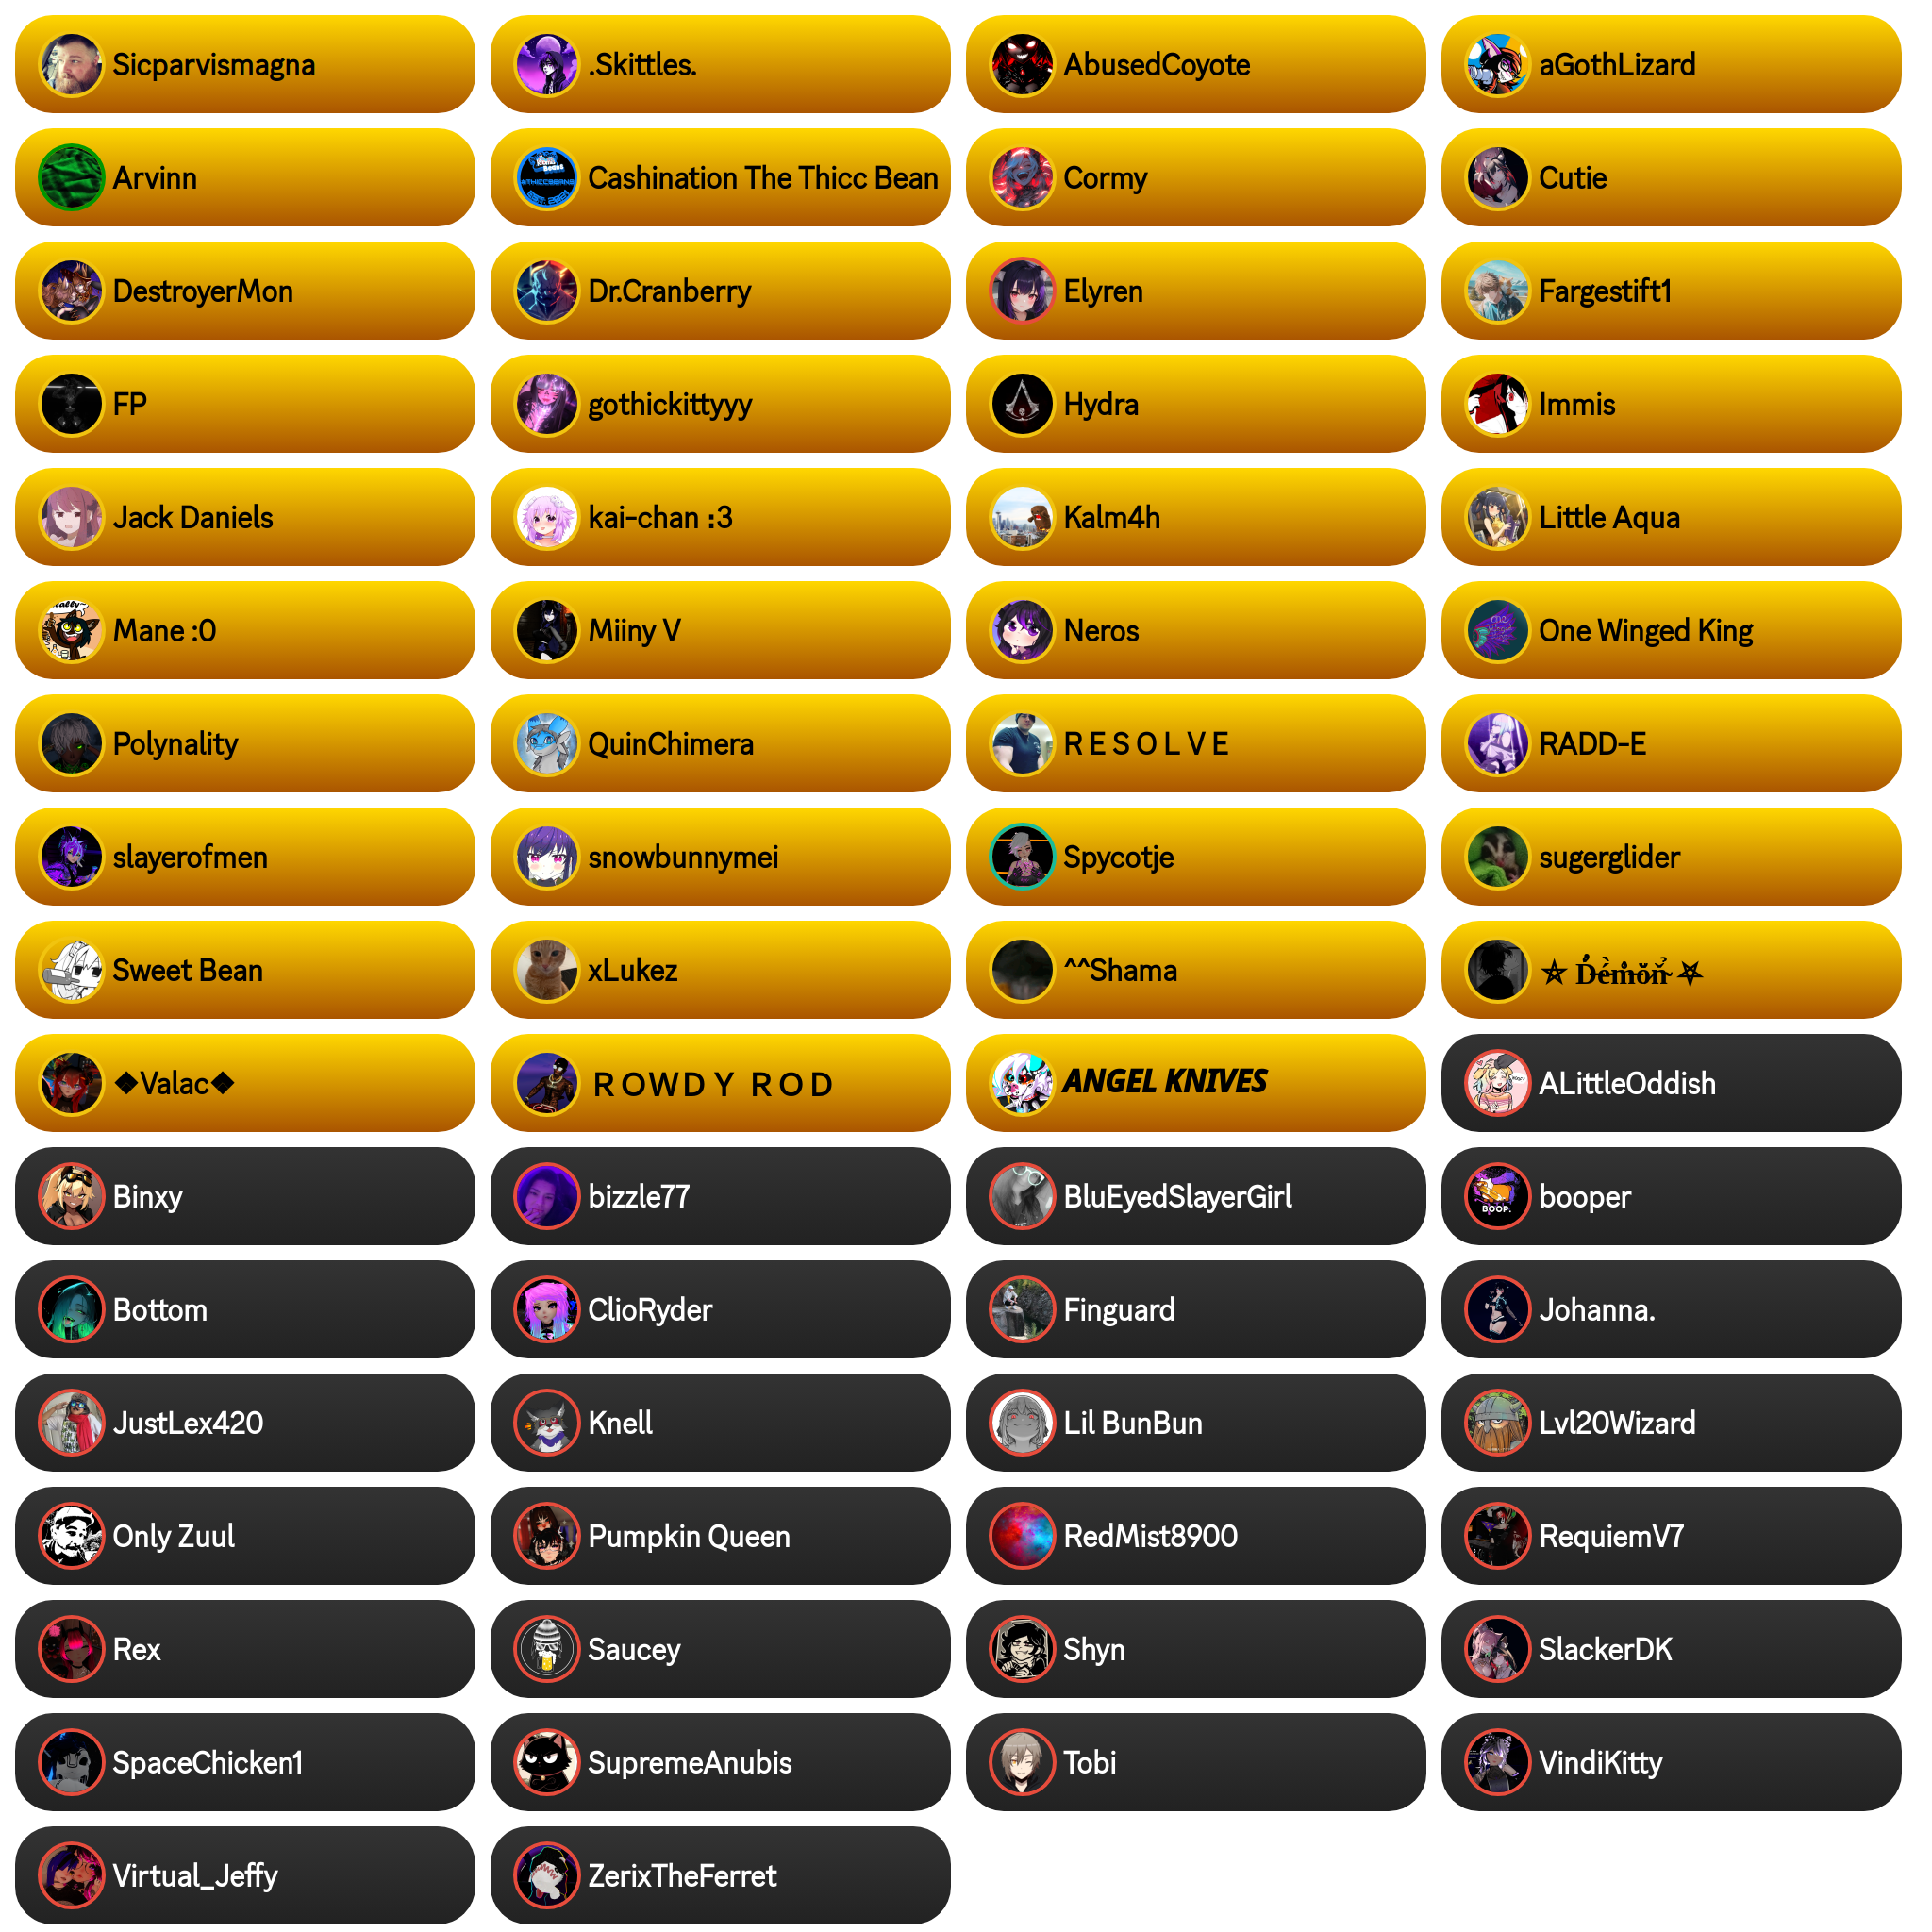 Sicparvismagna
.Skittles.
AbusedCoyote
aGothLizard
Arvinn
Cashination The Thicc Bean
Cormy
Cutie
DestroyerMon
Dr.Cranberry
Elyren
Fargestift1
FP
gothickittyyy
Hydra
Immis
Jack Daniels
kai-chan :3
Kalm4h
Little Aqua
Mane :0
Miiny V
Neros
One Winged King
Polynality
QuinChimera
R E S O L V E
RADD-E
slayerofmen
snowbunnymei
Spycotje
sugerglider
Sweet Bean
xLukez
^^Shama
⛤ Demon ⛧
❖Valac❖
ＲＯＷＤＹ ＲＯＤ
ANGEL KNIVES
ALittleOddish
Binxy
bizzle77
BluEyedSlayerGirl
booper
BOOP.
Bottom
ClioRyder
Finguard
Johanna.
JustLex420
Knell
Lil BunBun
Lvl20Wizard
Only Zuul
Pumpkin Queen
RedMist8900
RequiemV7
Rex
Saucey
Shyn
SlackerDK
SpaceChicken1
SupremeAnubis
Tobi
VindiKitty
Virtual_Jeffy
ZerixTheFerret